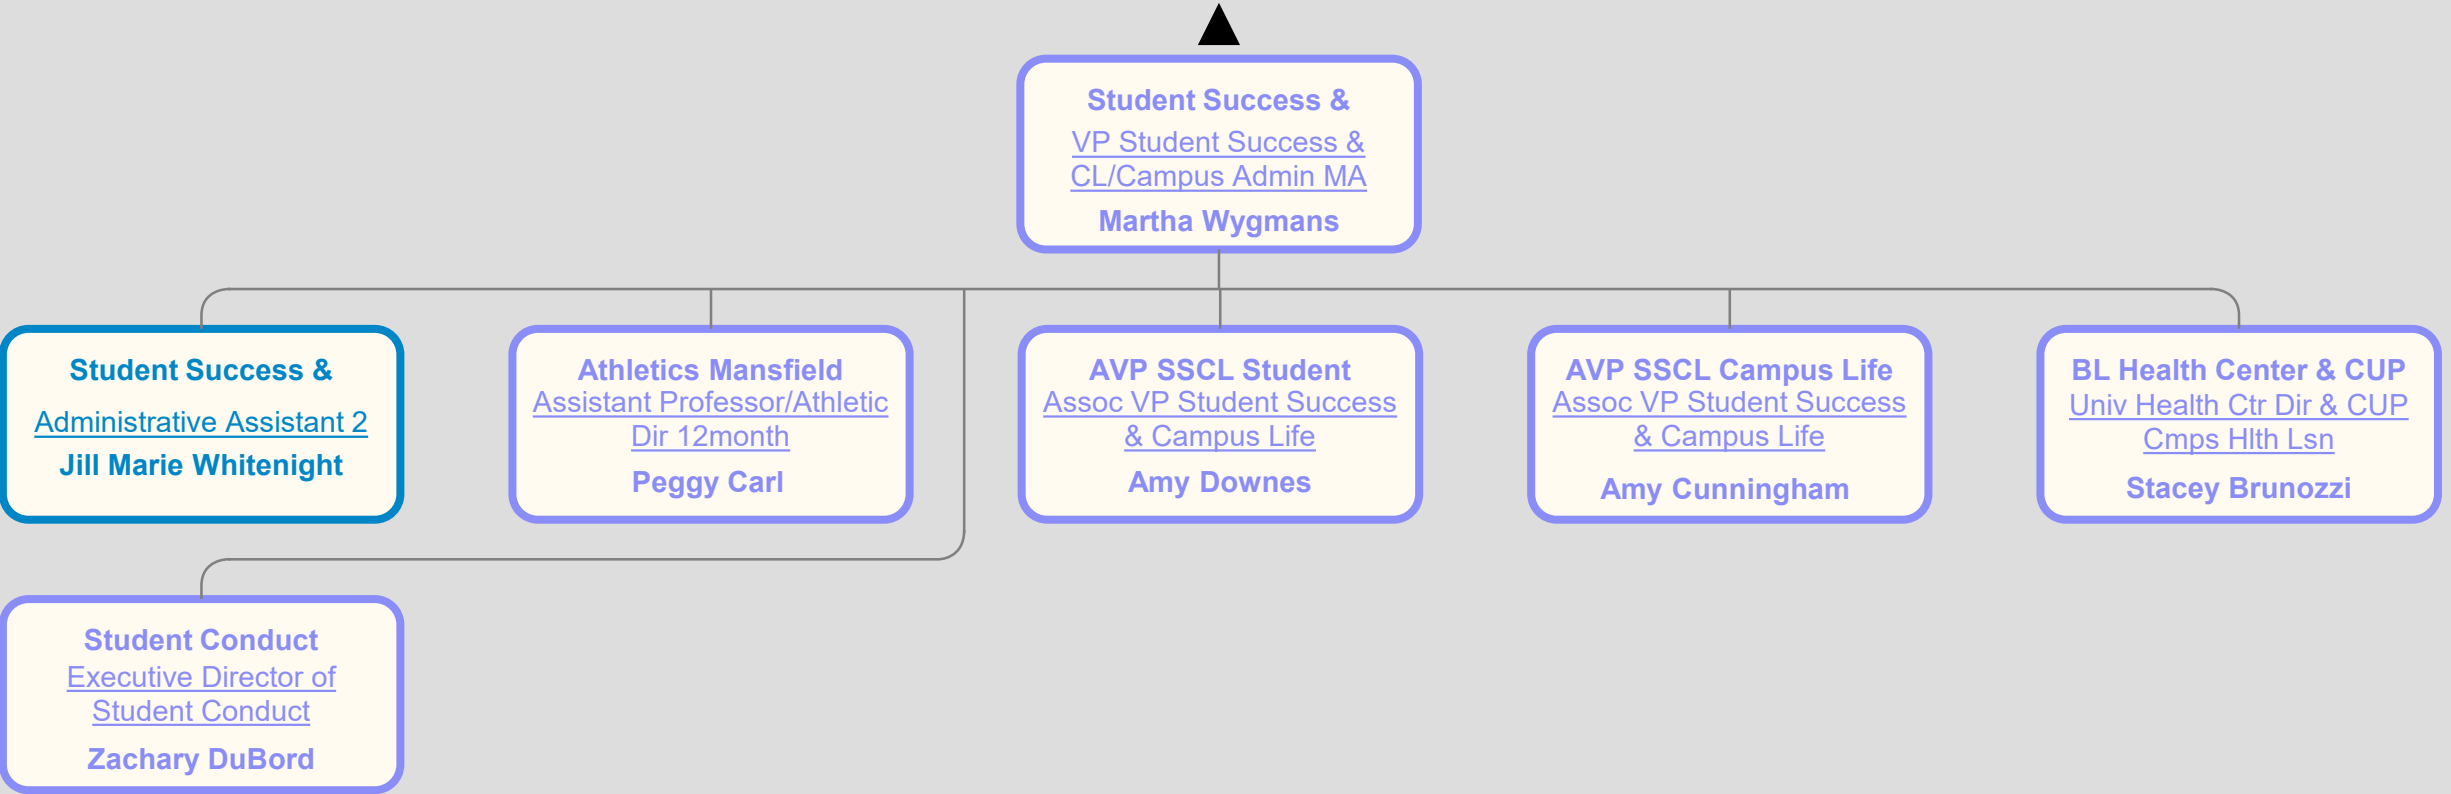 Student Success &
VP Student Success &
CL/Campus Admin MA
Martha Wygmans
Student Success &
Administrative Assistant 2
Jill Marie Whitenight
Athletics Mansfield
Assistant Professor/Athletic
Dir 12month
Peggy Carl
AVP SSCL Student
Assoc VP Student Success
& Campus Life
Amy Downes
AVP SSCL Campus Life
Assoc VP Student Success
& Campus Life
Amy Cunningham
BL Health Center & CUP
Univ Health Ctr Dir & CUP
Cmps Hlth Lsn
Stacey Brunozzi
Student Conduct
Executive Director of
Student Conduct
Zachary DuBord